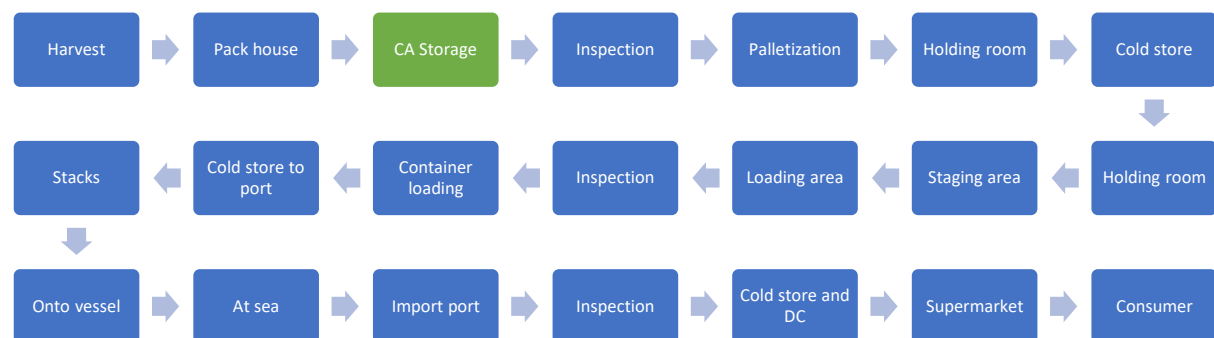 Harvest
Pack house
CA Storage
Inspection
Palletization
Holding room
Cold store
Holding room
Staging area
Loading area
Inspection
Container
loading
Cold store to
port
Stacks
Onto vessel
At sea
Import port
Inspection
Cold store and
DC
Supermarket
Consumer